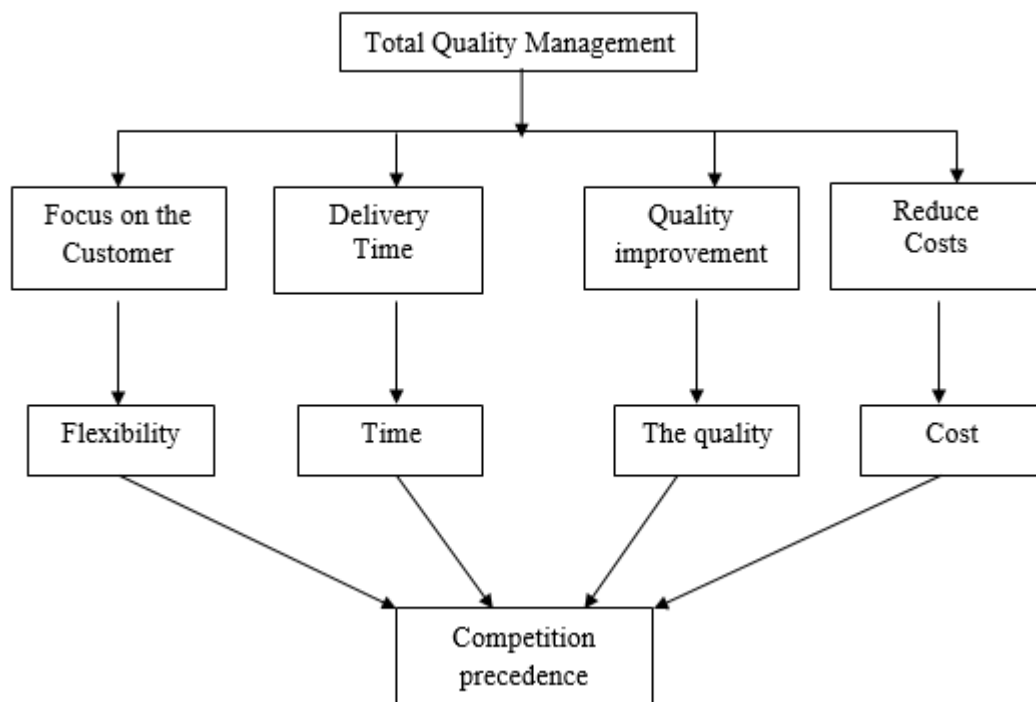 Total Quality Management
Focus on the
Customer
Delivery
Time
Quality
improvement
Reduce
Costs
Flexibility
Time
The quality
Cost
Competition
precedence